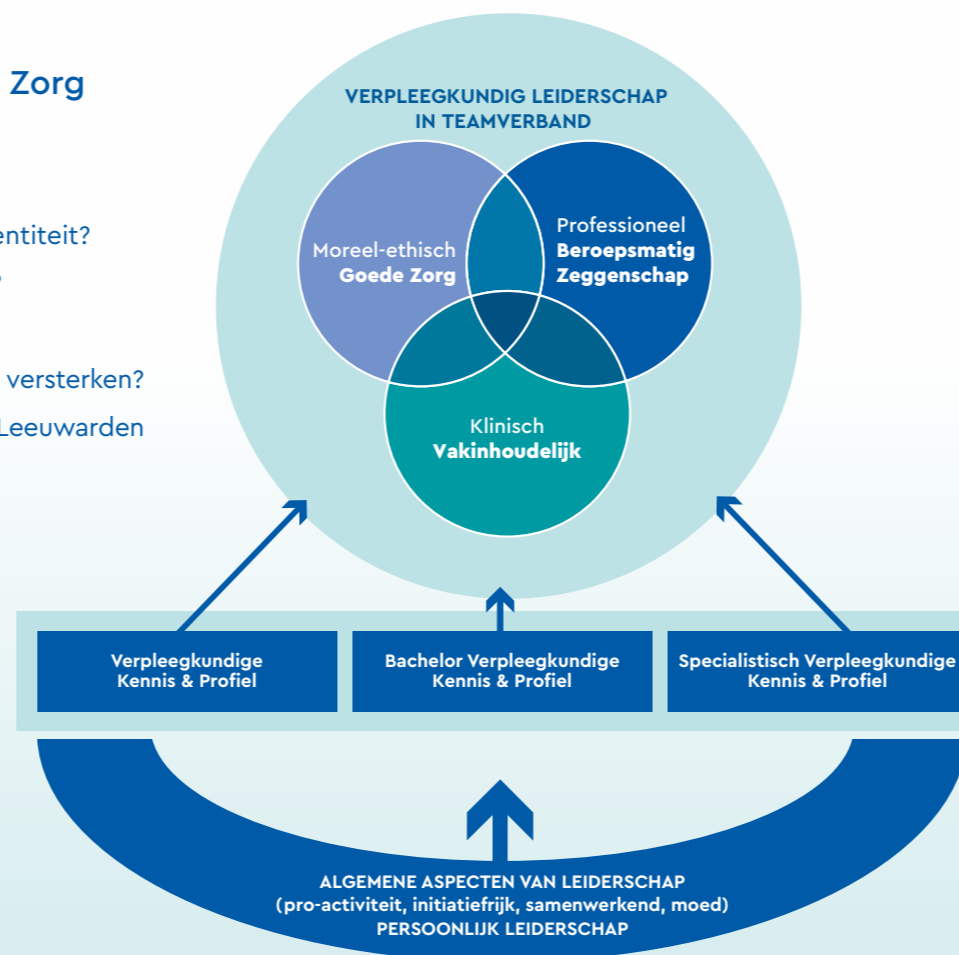 Zorg
entiteit?
versterken?
Leeuwarden
VERPLEEGKUNDIG LEIDERSCHAP
IN TEAMVERBAND
Moreel-ethisch
Goede Zorg
Professioneel
Beroepsmatig
Zeggenschap
Klinisch
Vakinhoudelijk
Verpleegkundige
Kennis & Profiel
Bachelor Verpleegkundige
Kennis & Profiel
Specialistisch Verpleegkundige
Kennis & Profiel
ALGEMENE ASPECTEN VAN LEIDERSCHAP
(pro-activiteit, initiatiefrijk, samenwerkend, moed)
PERSOONLIJK LEIDERSCHAP